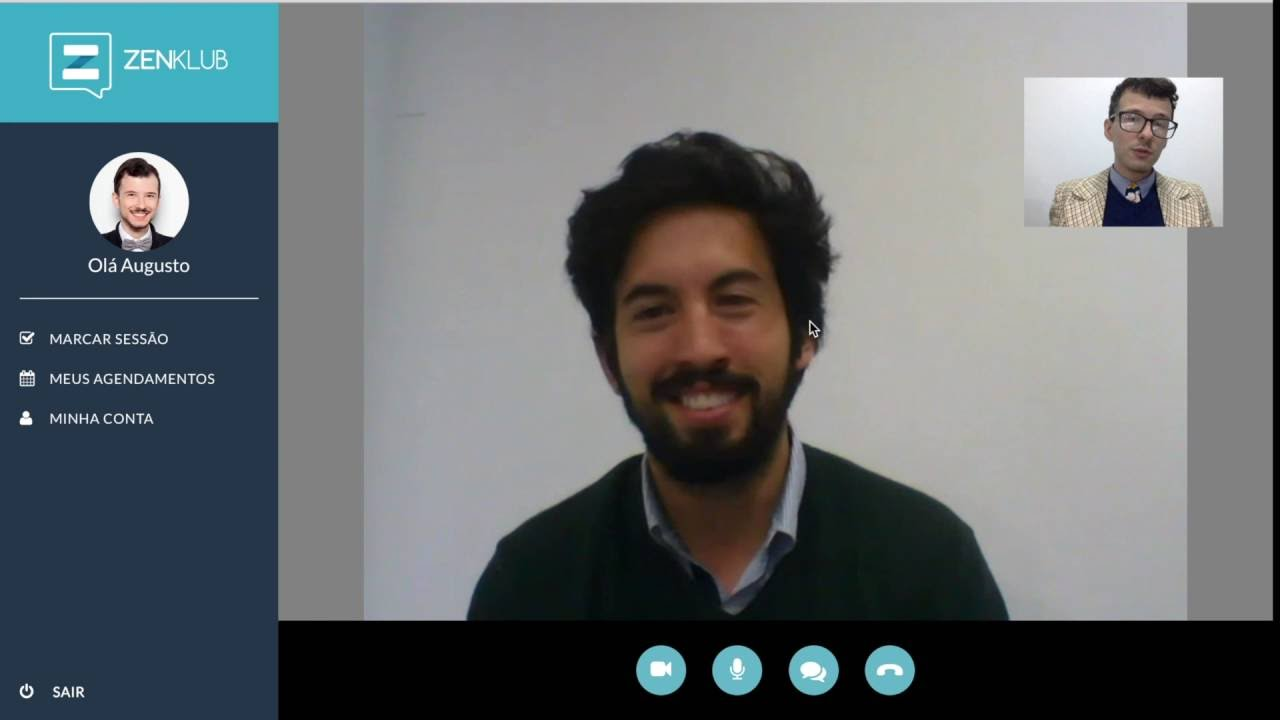 ZENKLUB
Olá Augusto
MARCAR SESSÃO
MEUS AGENDAMENTOS
MINHA CONTA
SAIR